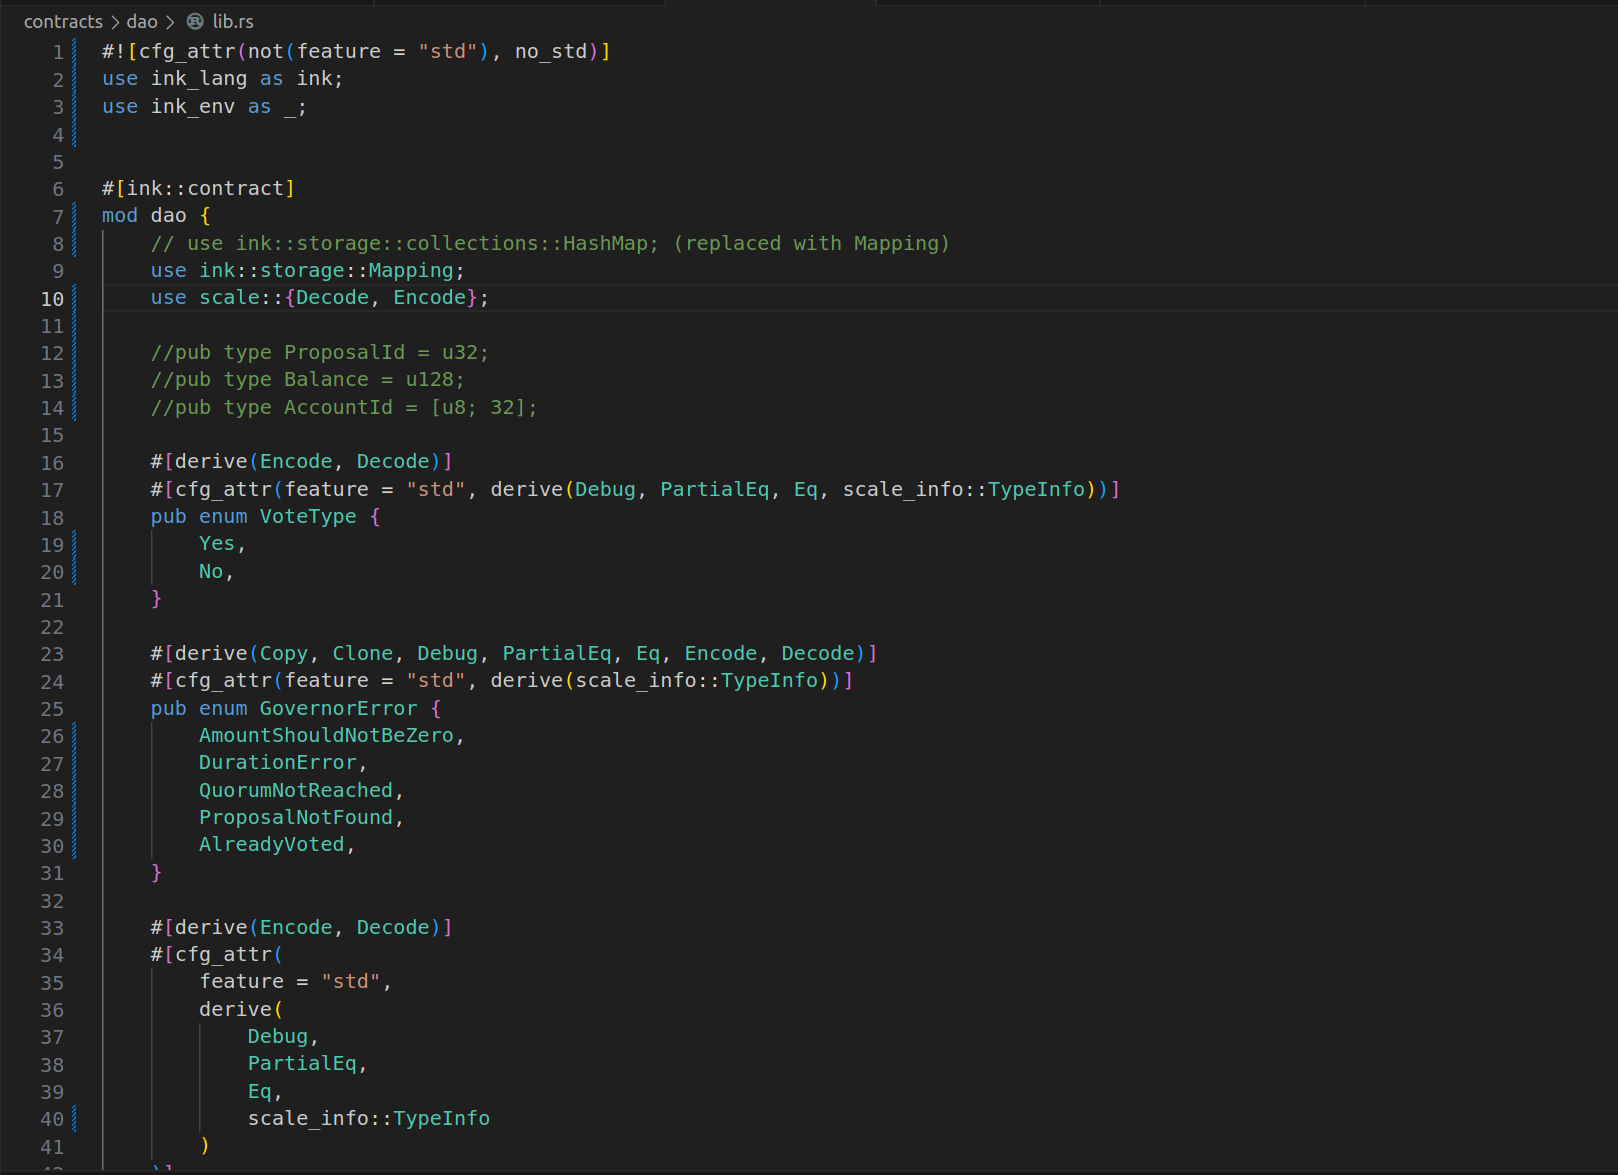 contracts > dao > lib.rs
1 #![cfg_attr(not(feature = "std"), no_std)]
2 use ink_lang as ink;
3 use ink_env as _;
4
5
6 #[ink::contract]
7 mod dao {
8     // use ink::storage::collections::HashMap; (replaced with Mapping)
9     use ink::storage::Mapping;
10     use scale::{Decode, Encode};
11
12     //pub type ProposalId = u32;
13     //pub type Balance = u128;
14     //pub type AccountId = [u8; 32];
15
16     #[derive(Encode, Decode)]
17     #[cfg_attr(feature = "std", derive(Debug, PartialEq, Eq, scale_info::TypeInfo))]
18     pub enum VoteType {
19         Yes,
20         No,
21     }
22
23     #[derive(Copy, Clone, Debug, PartialEq, Eq, Encode, Decode)]
24     #[cfg_attr(feature = "std", derive(scale_info::TypeInfo))]
25     pub enum GovernorError {
26         AmountShouldNotBeZero,
27         DurationError,
28         QuorumNotReached,
29         ProposalNotFound,
30         AlreadyVoted,
31     }
32
33     #[derive(Encode, Decode)]
34     #[cfg_attr(
35         feature = "std",
36         derive(
37             Debug,
38             PartialEq,
39             Eq,
40             scale_info::TypeInfo
41         )
42     )]